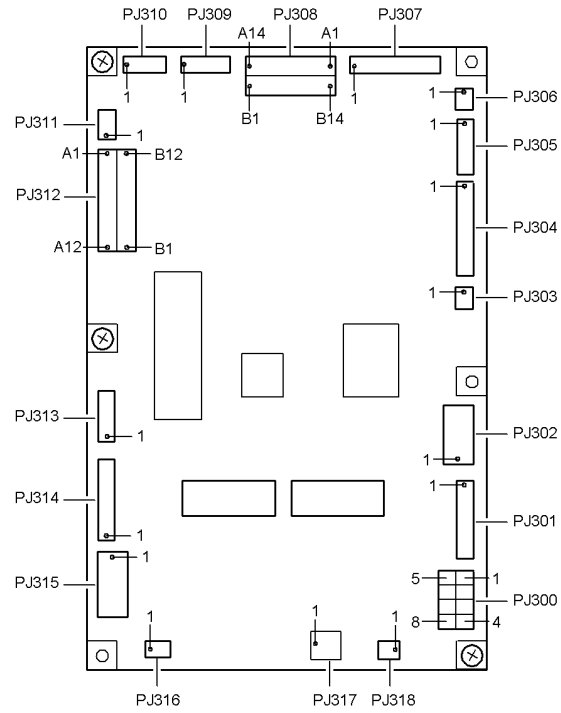 PJ310 PJ309 PJ308 PJ307
A14 A1
1 1 1
B1 B14
1 PJ306
PJ311 1
1 PJ305
A1 B12
PJ312
1 PJ304
A12 B1
1 PJ303
PJ313 1
1 PJ302
PJ314 1
1 PJ301
PJ315 1
5 1
PJ300
8 4
1 1 1
PJ316 PJ317 PJ318